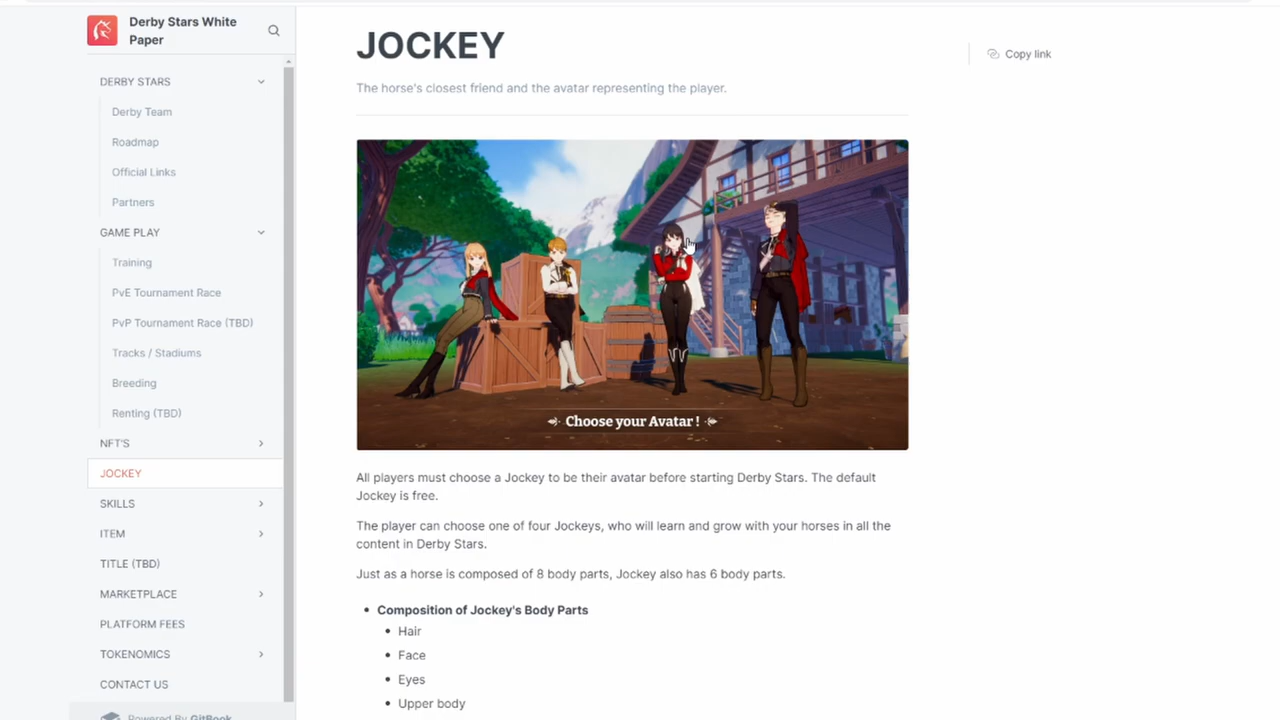 Derby Stars White
Paper
DERBY STARS
Derby Team
Roadmap
Official Links
Partners
GAME PLAY
Training
PvE Tournament Race
PvP Tournament Race (TBD)
Tracks / Stadiums
Breeding
Renting (TBD)
NFT'S
JOCKEY
SKILLS
ITEM
TITLE (TBD)
MARKETPLACE
PLATFORM FEES
TOKENOMICS
CONTACT US
Powered By GitBook
JOCKEY
Copy link
The horse's closest friend and the avatar representing the player.
Choose your Avatar !
All players must choose a Jockey to be their avatar before starting Derby Stars. The default
Jockey is free.
The player can choose one of four Jockeys, who will learn and grow with your horses in all the
content in Derby Stars.
Just as a horse is composed of 8 body parts, Jockey also has 6 body parts.
• Composition of Jockey's Body Parts
• Hair
• Face
• Eyes
• Upper body